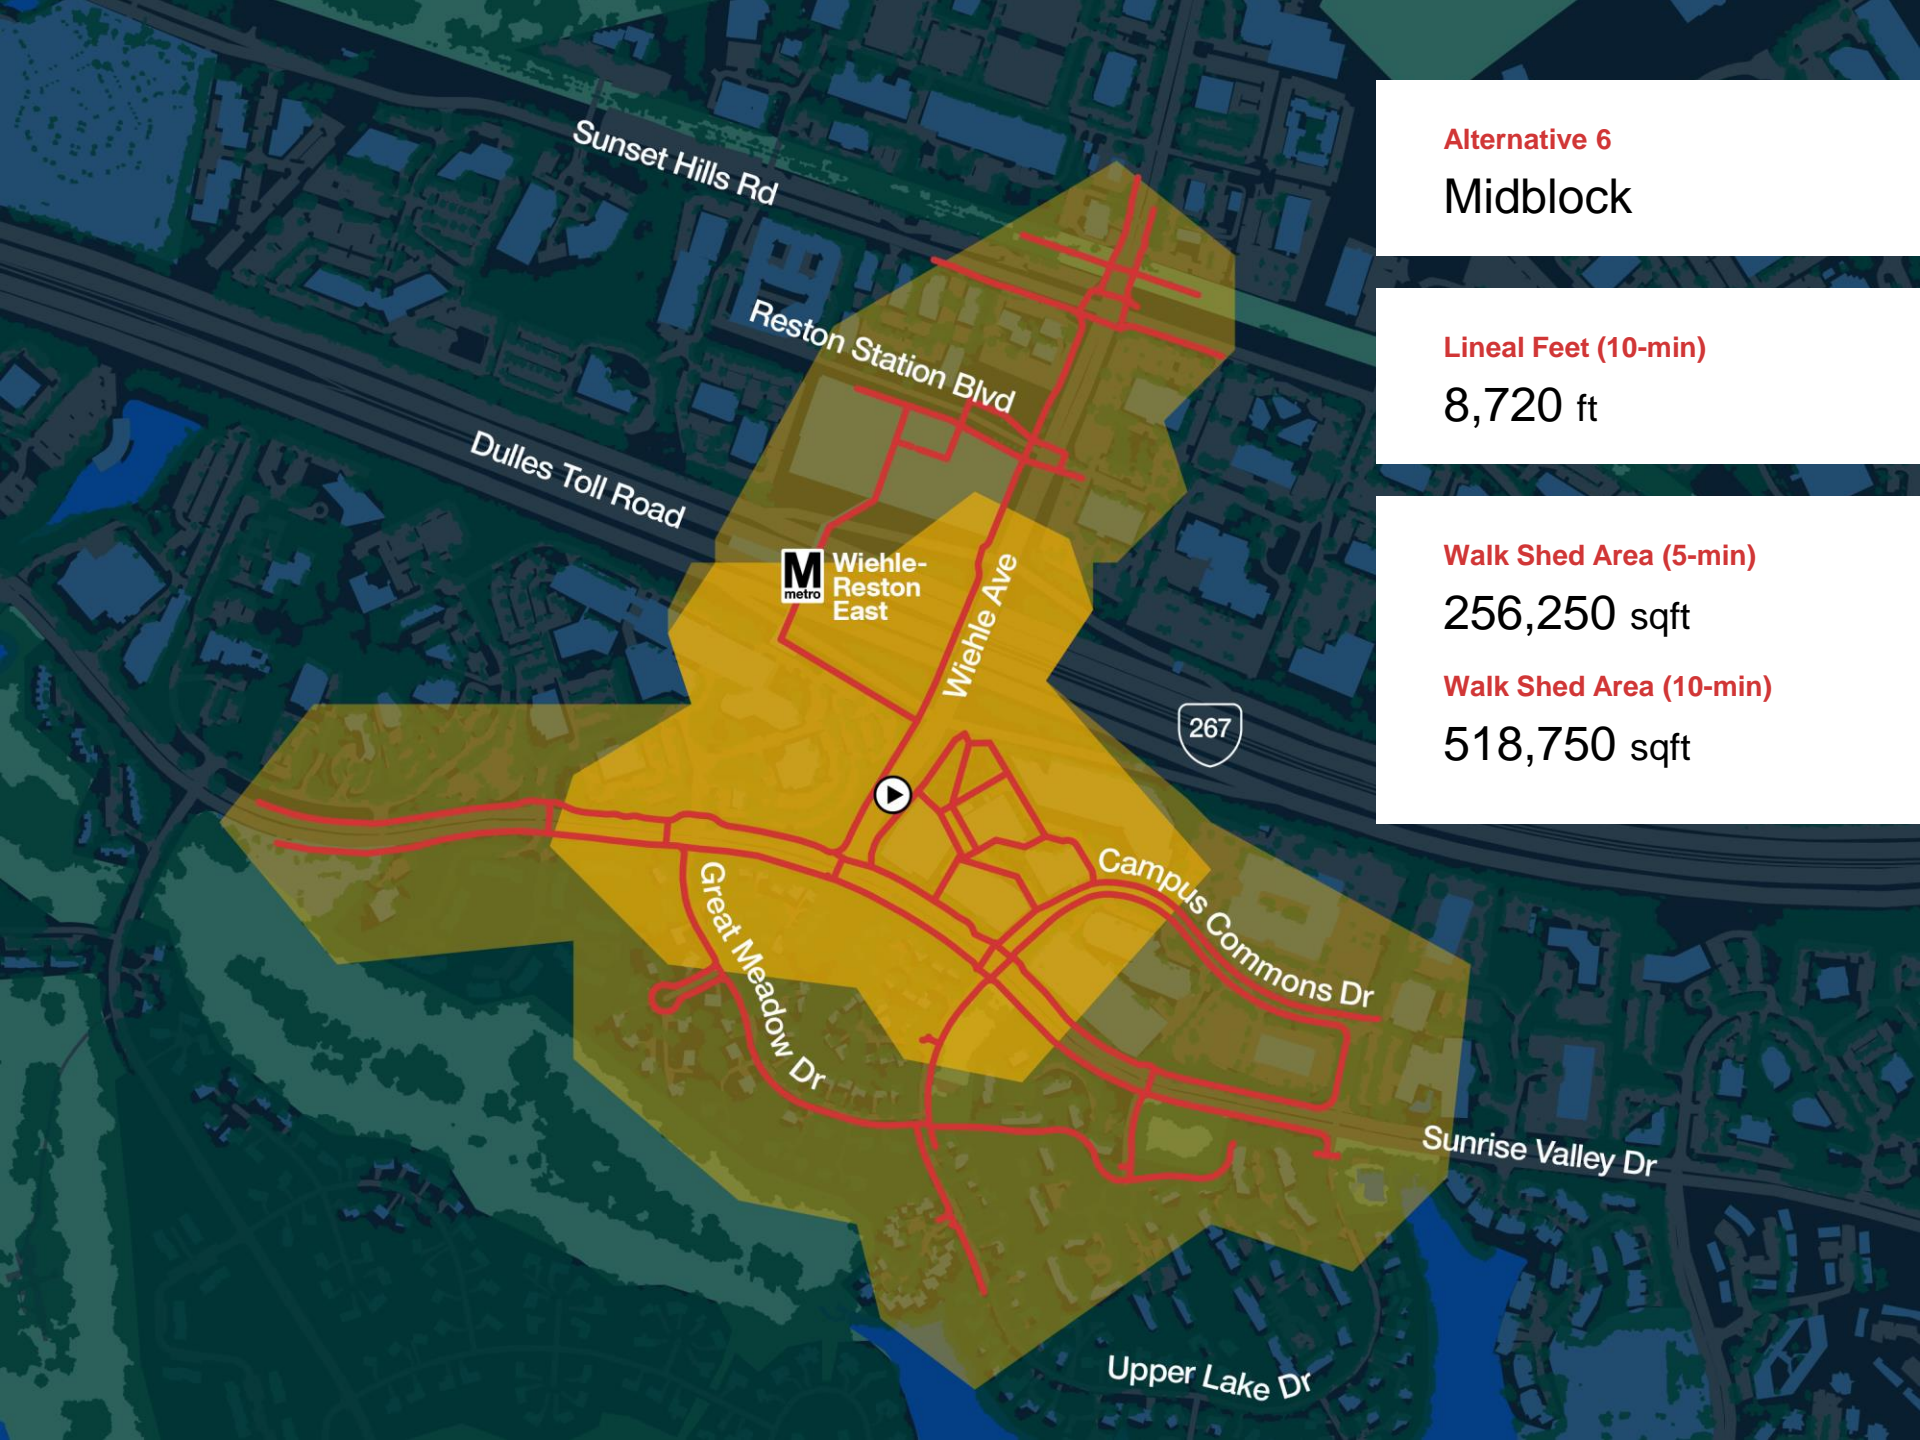 Alternative 6
Midblock
Lineal Feet (10-min)
8,720 ft
Walk Shed Area (5-min)
256,250 sqft
Walk Shed Area (10-min)
518,750 sqft
Sunset Hills Rd
Reston Station Blvd
Dulles Toll Road
M
metro
Wiehle-
Reston
East
Wiehle Ave
267
Campus Commons Dr
Great Meadow Dr
Sunrise Valley Dr
Upper Lake Dr